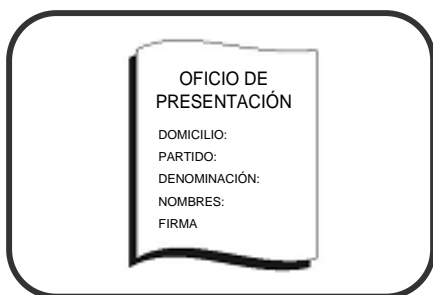 OFICIO DE
PRESENTACIÓN
DOMICILIO:
PARTIDO:
DENOMINACIÓN:
NOMBRES:
FIRMA